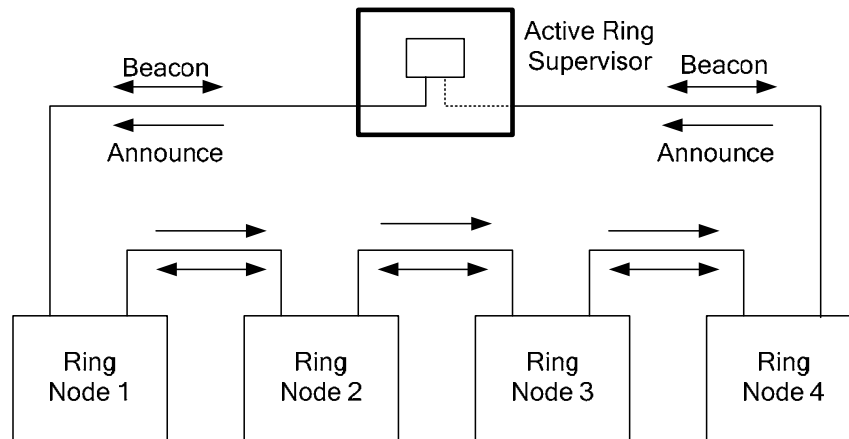 Active Ring
Supervisor
Beacon
Beacon
Announce
Announce
Ring
Node 1
Ring
Node 2
Ring
Node 3
Ring
Node 4